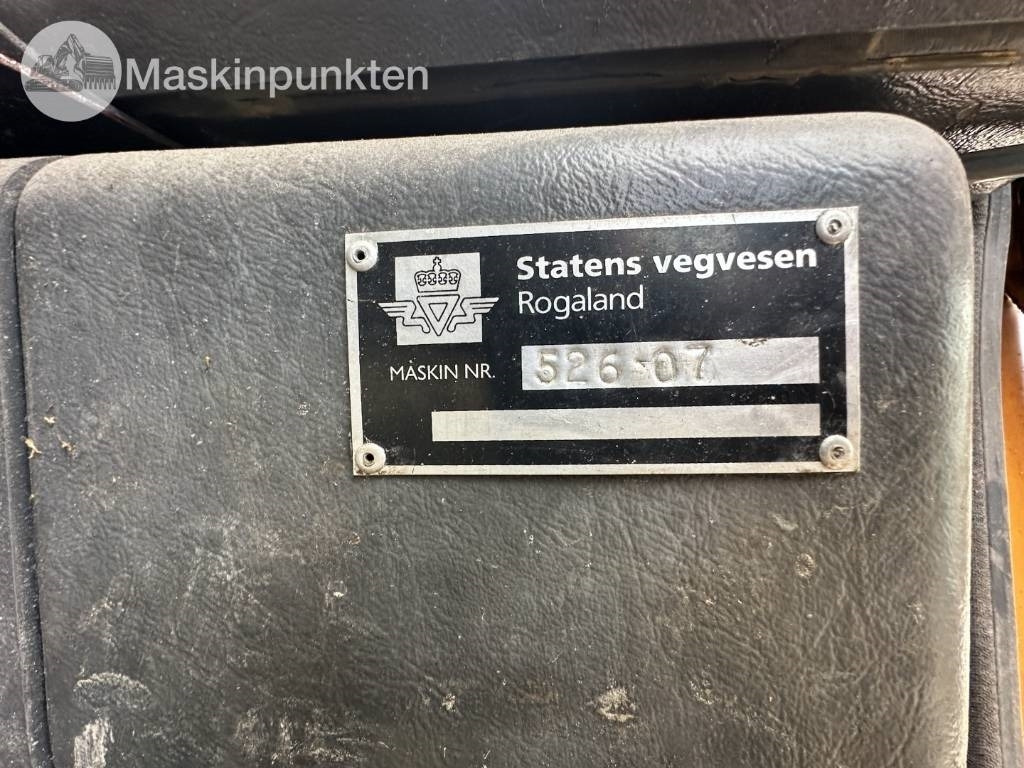 Maskinpunkten
Statens vegvesen
Rogaland
MASKIN NR. 526-07